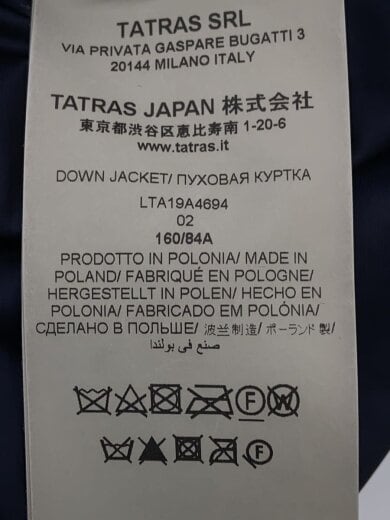 TATRAS SRL
VIA PRIVATA GASPARE BUGATTI 3
20144 MILANO ITALY
TATRAS JAPAN 株式会社
東京都渋谷区恵比寿南 1-20-6
www.tatras.it
DOWN JACKET/ ПУХОВАЯ КУРТКА
LTA19A4694
02
160/84A
PRODOTTO IN POLONIA/ MADE IN
POLAND/ FABRIQUÉ EN POLOGNE/
HERGESTELLT IN POLEN/ HECHO EN
POLONIA/ FABRICADO EM POLÓNIA/
СДЕЛАНО В ПОЛЬШЕ/ 波兰制造/ ポーランド製/
صنع في بولندا
F W
F